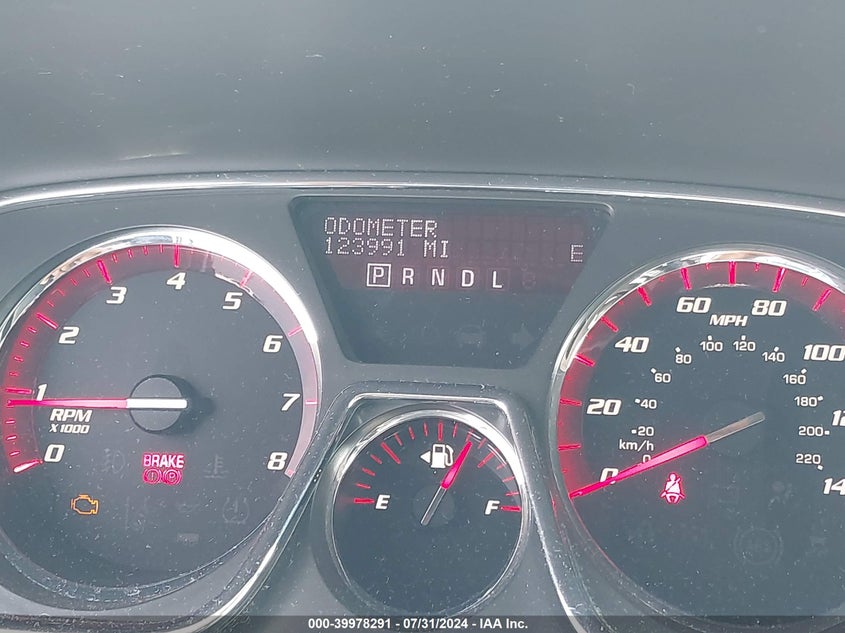 ODOMETER
123991 MI E
P R N D L
0 1 2 3 4 5 6 7 8
RPM
X1000
BRAKE
E F
0 20 40 60 80 100
MPH
0 20 40 60 80 100 120 140 160 180 200 220
km/h
000-39978291 - 07/31/2024 - IAA Inc.